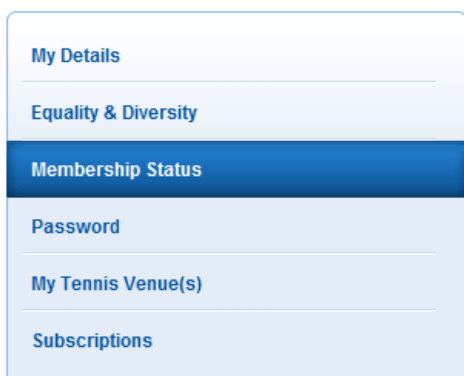 My Details
Equality & Diversity
Membership Status
Password
My Tennis Venue(s)
Subscriptions